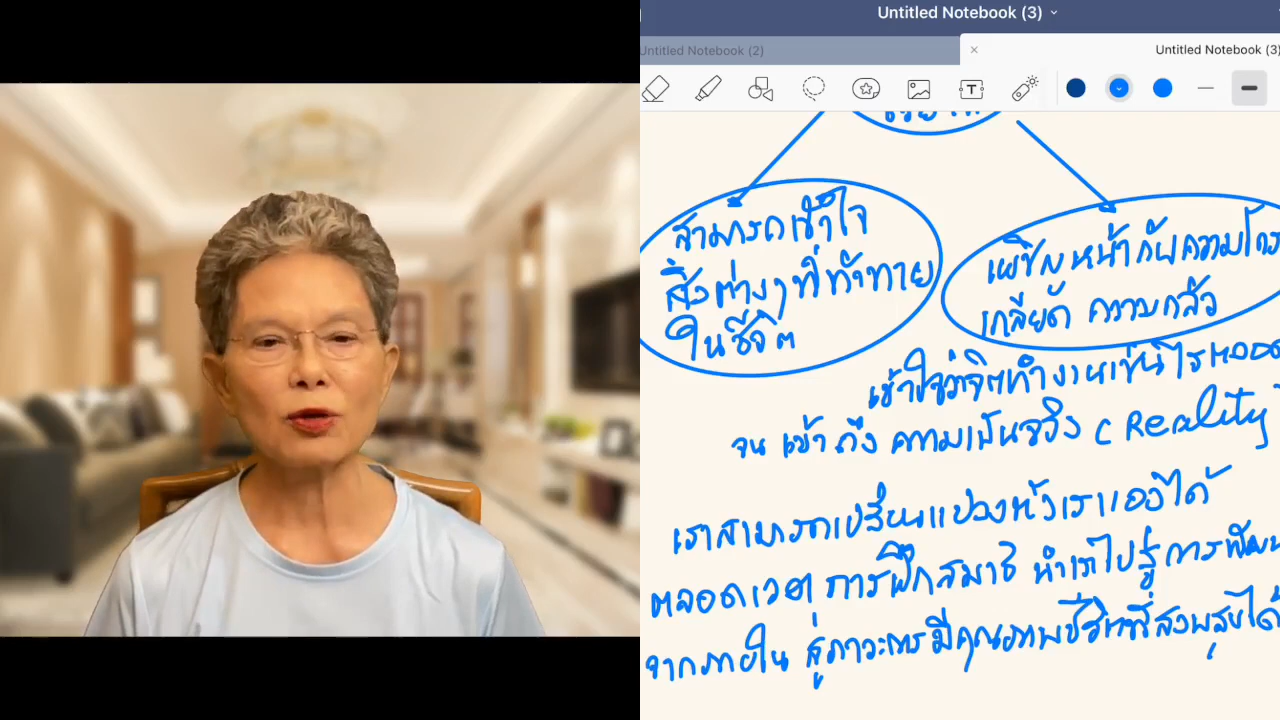 Untitled Notebook (3)
Untitled Notebook (2)
Untitled Notebook (3)
T
สามารถเข้าใจ
สิ่งต่างๆ ที่ท้าทาย
ในชีวิต
เผชิญหน้ากับความโกร
เกลียด ความกลัว
เข้าใจว่าจิตทำงานเช่นไร
จน เข้า ถึง ความเป็นจริง ( Reality
เราสามารถเปลี่ยนแปลงตัวเราเองได้
ตลอดเวลา การฝึกสมาธิ นำเราไปสู่ การพัฒน
จากภายใน สู่ภาวะการมีคุณภาพชีวิตที่สงบสุขได้